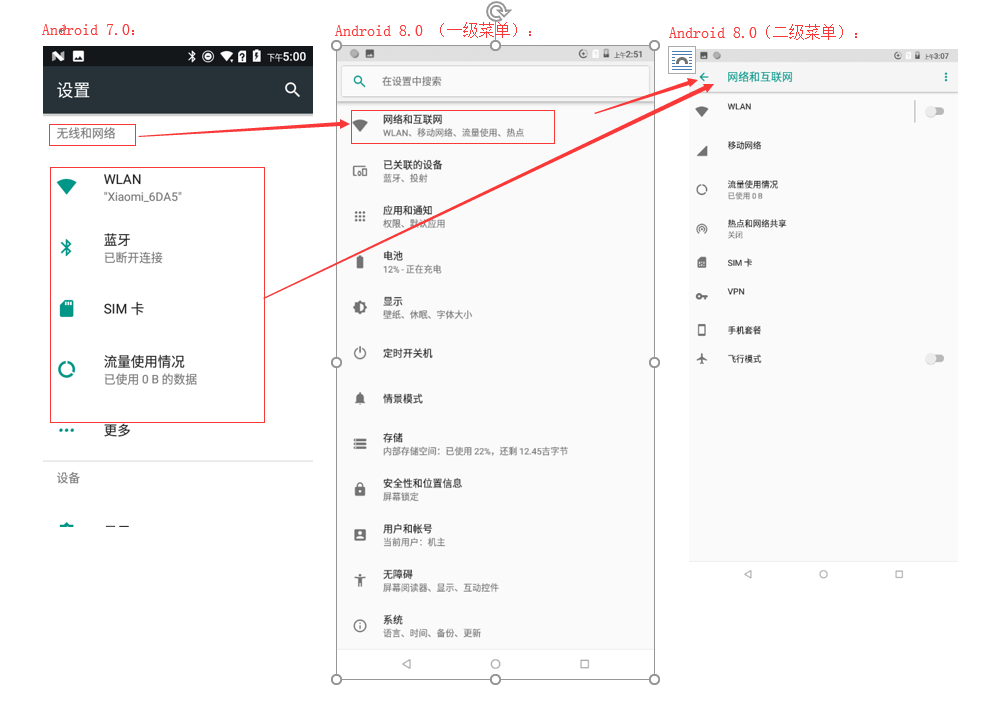 Android 7.0:
下午5:00
设置
无线和网络
WLAN
"Xiaomi_6DA5"
蓝牙
已断开连接
SIM 卡
流量使用情况
已使用 0 B 的数据
更多
设备
Android 8.0 （一级菜单）：
上午2:51
在设置中搜索
网络和互联网
WLAN、移动网络、流量使用、热点
已关联的设备
蓝牙、投射
应用和通知
权限、默认应用
电池
12% - 正在充电
显示
壁纸、休眠、字体大小
定时开关机
情景模式
存储
内部存储空间：已使用 22%，还剩 12.45吉字节
安全性和位置信息
屏幕锁定
用户和帐号
当前用户：机主
无障碍
屏幕阅读器、显示、互动控件
系统
语言、时间、备份、更新
Android 8.0（二级菜单）：
上午3:07
网络和互联网
WLAN
移动网络
流量使用情况
已使用 0 B
热点和网络共享
关闭
SIM 卡
VPN
手机套餐
飞行模式